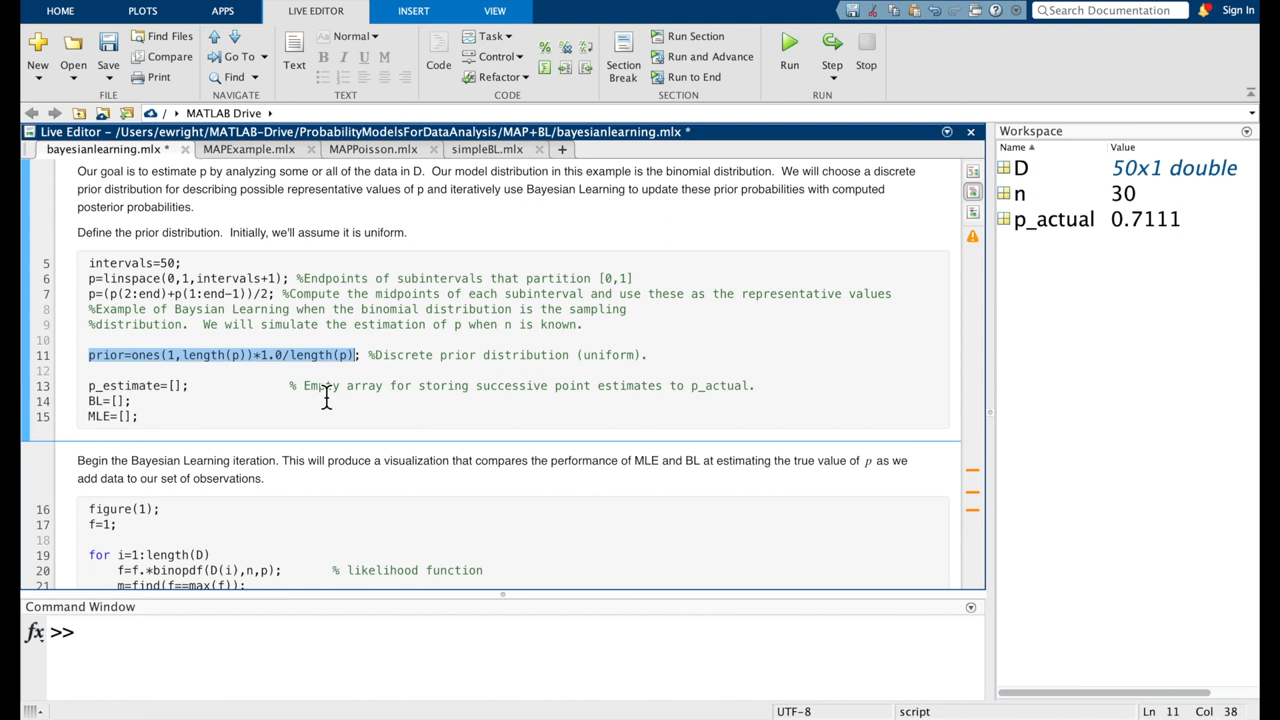 HOME PLOTS APPS LIVE EDITOR INSERT VIEW Search Documentation Sign In
New Open Save Find Files Compare Print Go To Find Text Normal B I U M Code Task Control Refactor Section Break Run Section Run and Advance Run to End Run Step Stop
FILE NAVIGATE TEXT CODE SECTION RUN
/ MATLAB Drive
Live Editor - /Users/ewright/MATLAB-Drive/ProbabilityModelsForDataAnalysis/MAP+BL/bayesianlearning.mlx *
bayesianlearning.mlx * MAPExample.mlx MAPPoisson.mlx simpleBL.mlx +
Our goal is to estimate p by analyzing some or all of the data in D. Our model distribution in this example is the binomial distribution. We will choose a discrete
prior distribution for describing possible representative values of p and iteratively use Bayesian Learning to update these prior probabilities with computed
posterior probabilities.
Define the prior distribution. Initially, we'll assume it is uniform.
5 intervals=50;
6 p=linspace(0,1,intervals+1); %Endpoints of subintervals that partition [0,1]
7 p=(p(2:end)+p(1:end-1))/2; %Compute the midpoints of each subinterval and use these as the representative values
8 %Example of Baysian Learning when the binomial distribution is the sampling
9 %distribution. We will simulate the estimation of p when n is known.
10
11 prior=ones(1,length(p))*1.0/length(p); %Discrete prior distribution (uniform).
12
13 p_estimate=[]; % Empty array for storing successive point estimates to p_actual.
14 BL=[];
15 MLE=[];
Begin the Bayesian Learning iteration. This will produce a visualization that compares the performance of MLE and BL at estimating the true value of p as we
add data to our set of observations.
16 figure(1);
17 f=1;
18
19 for i=1:length(D)
20 f=f.*binopdf(D(i),n,p); % likelihood function
21 m=find(f==max(f));
Command Window
fx >>
Workspace
Name Value
D 50x1 double
n 30
p_actual 0.7111
UTF-8 script Ln 11 Col 38